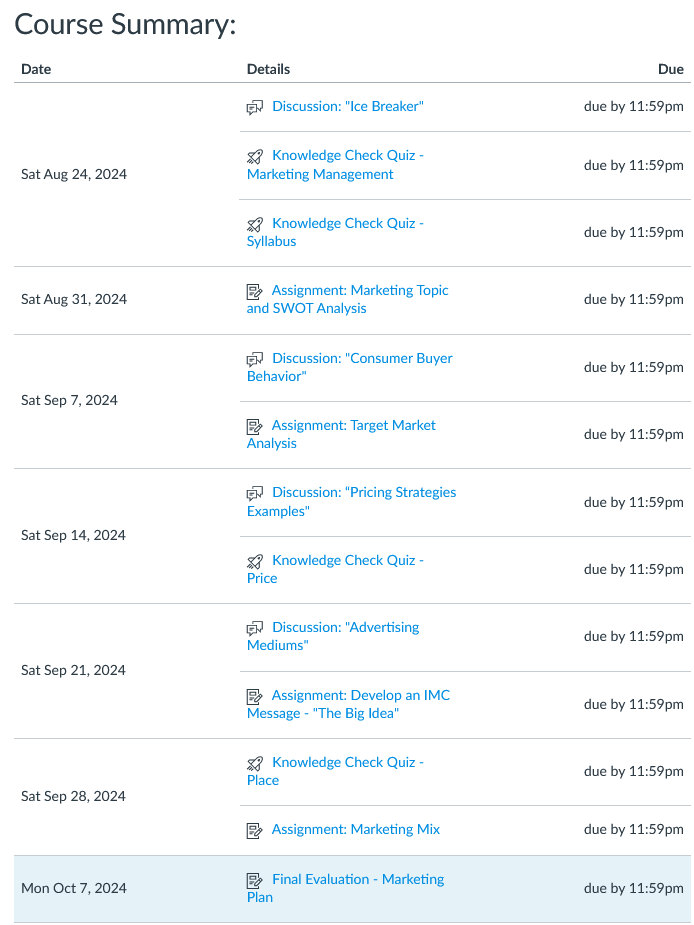 Course Summary:
Date Details Due
Sat Aug 24, 2024
Discussion: "Ice Breaker" due by 11:59pm
Knowledge Check Quiz -
Marketing Management
due by 11:59pm
Knowledge Check Quiz -
Syllabus
due by 11:59pm
Sat Aug 31, 2024
Assignment: Marketing Topic
and SWOT Analysis
due by 11:59pm
Sat Sep 7, 2024
Discussion: "Consumer Buyer
Behavior"
due by 11:59pm
Assignment: Target Market
Analysis
due by 11:59pm
Sat Sep 14, 2024
Discussion: "Pricing Strategies
Examples"
due by 11:59pm
Knowledge Check Quiz -
Price
due by 11:59pm
Sat Sep 21, 2024
Discussion: "Advertising
Mediums"
due by 11:59pm
Assignment: Develop an IMC
Message - "The Big Idea"
due by 11:59pm
Sat Sep 28, 2024
Knowledge Check Quiz -
Place
due by 11:59pm
Assignment: Marketing Mix due by 11:59pm
Mon Oct 7, 2024
Final Evaluation - Marketing
Plan
due by 11:59pm